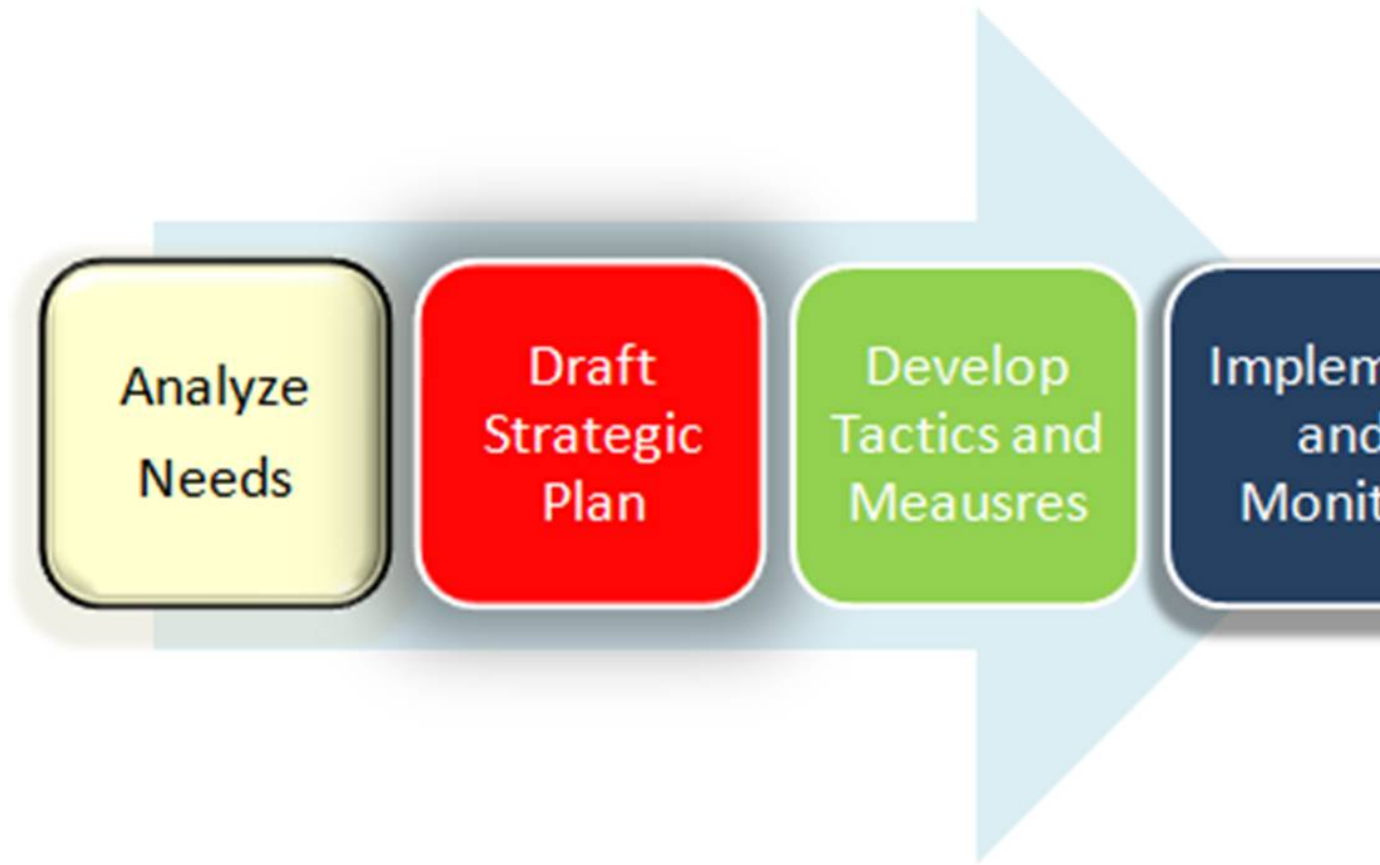 Analyze
Needs
Draft
Strategic
Plan
Develop
Tactics and
Meausres
Implem
and
Monit